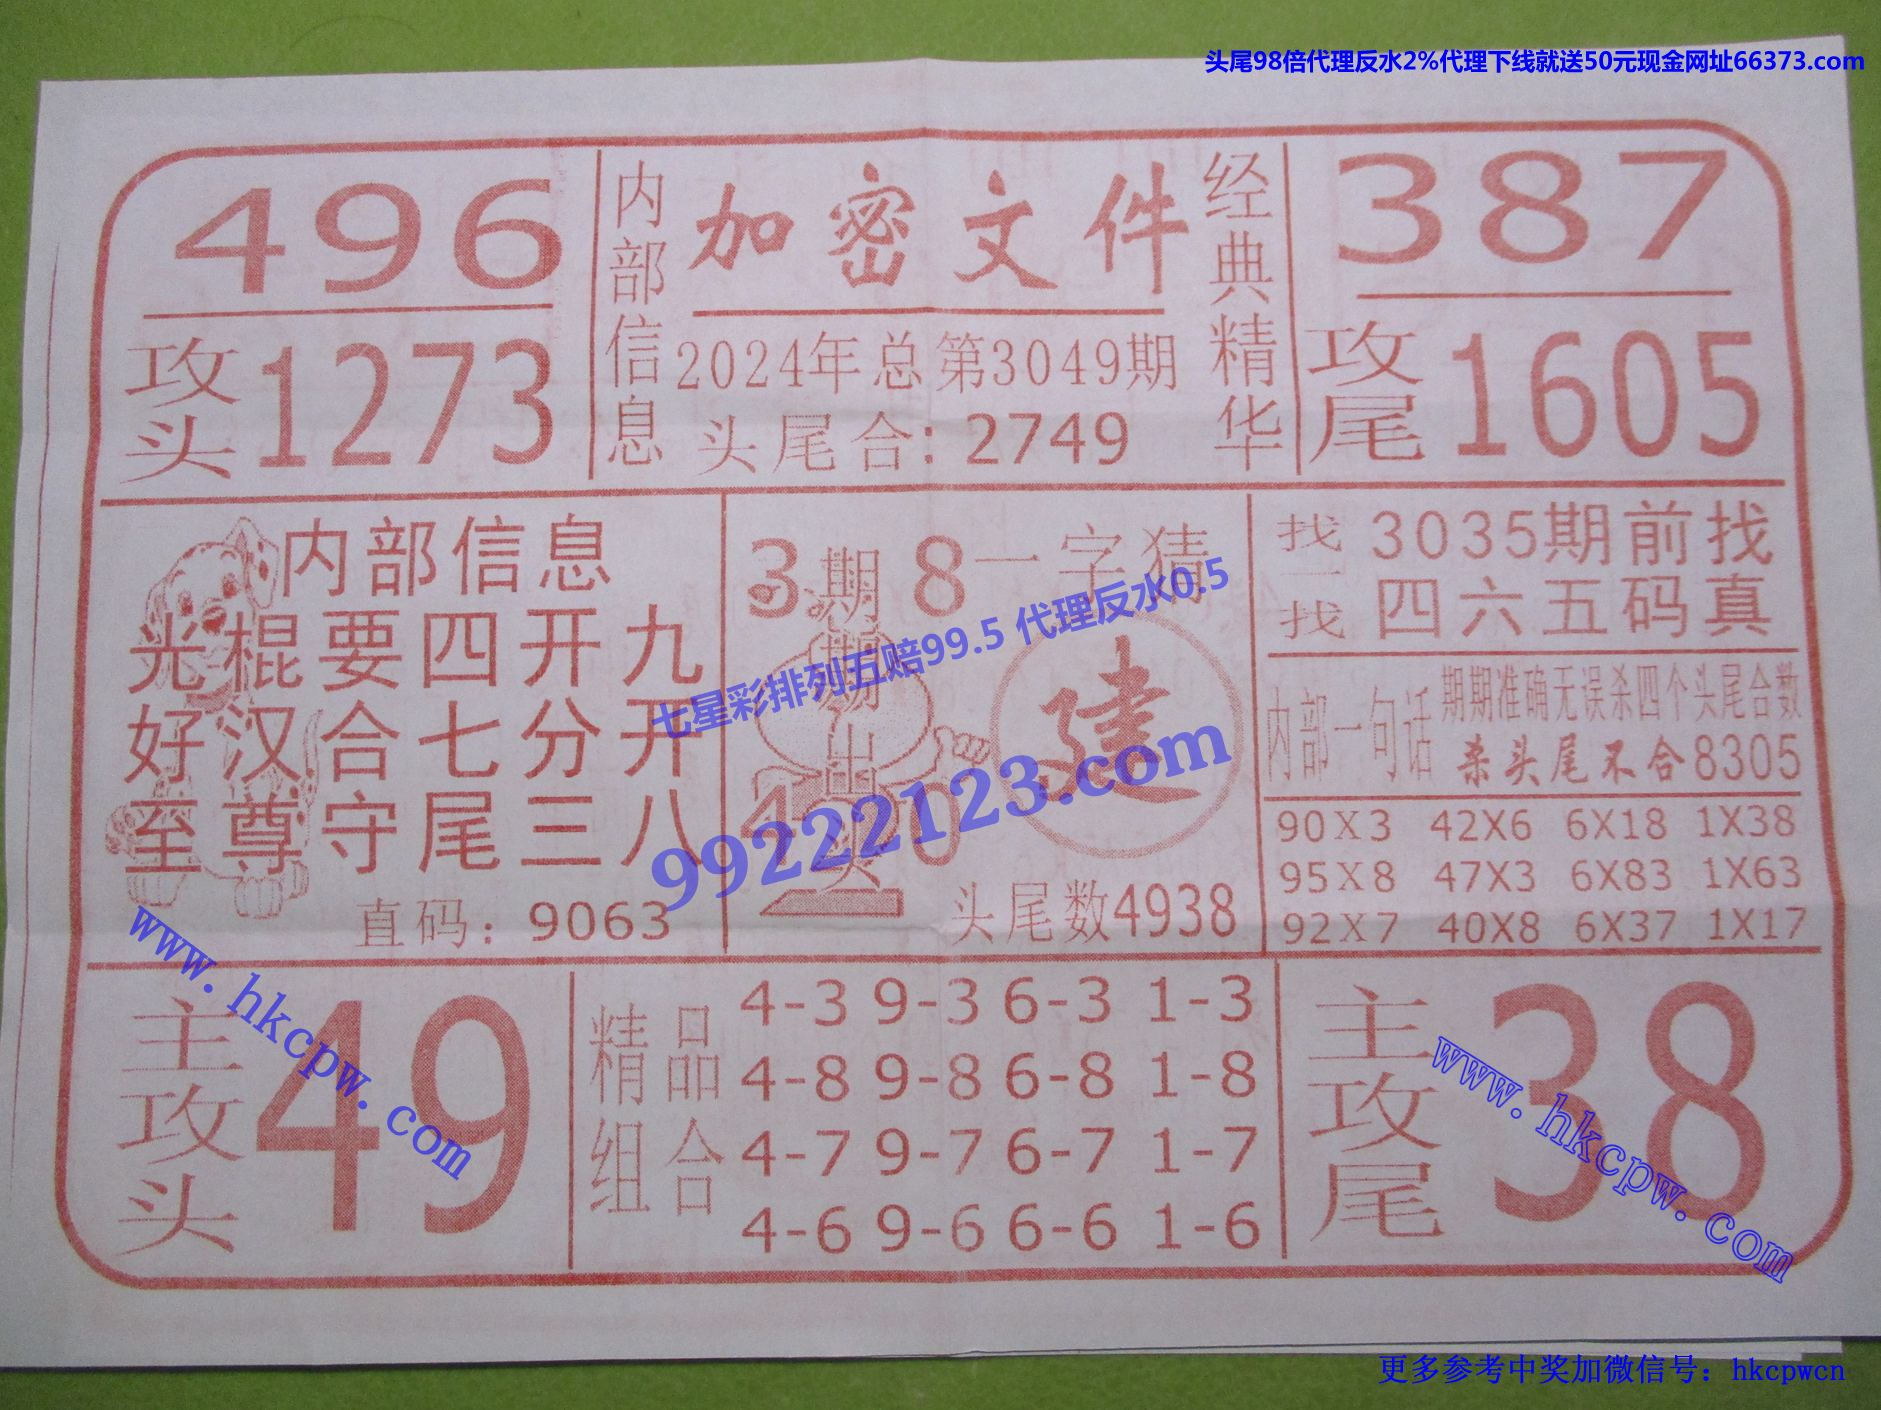 头尾98倍代理反水2%代理下线就送50元现金网址66373.com
496
攻头1273
内部信息
加密文件
2024年总第3049期
头尾合:2749
经典精华
387
攻尾1605
内部信息
光棍要四开九
好汉合七分开
至尊守尾三八
直码:9063
3 8
期期出头
4 0
一字猜
建
头尾数4938
找一找
3035期前找
四六五码真
内部一句话
期期准确无误杀四个头尾合数
杀头尾不合8305
90X3 42X6 6X18 1X38
95X8 47X3 6X83 1X63
92X7 40X8 6X37 1X17
七星彩排列五赔99.5 代理反水0.5
99222123.com
主攻头
49
精品组合
4-3 9-3 6-3 1-3
4-8 9-8 6-8 1-8
4-7 9-7 6-7 1-7
4-6 9-6 6-6 1-6
主攻尾
38
www.hkcpw.com
www.hkcpw.com
更多参考中奖加微信号：hkcpwcn